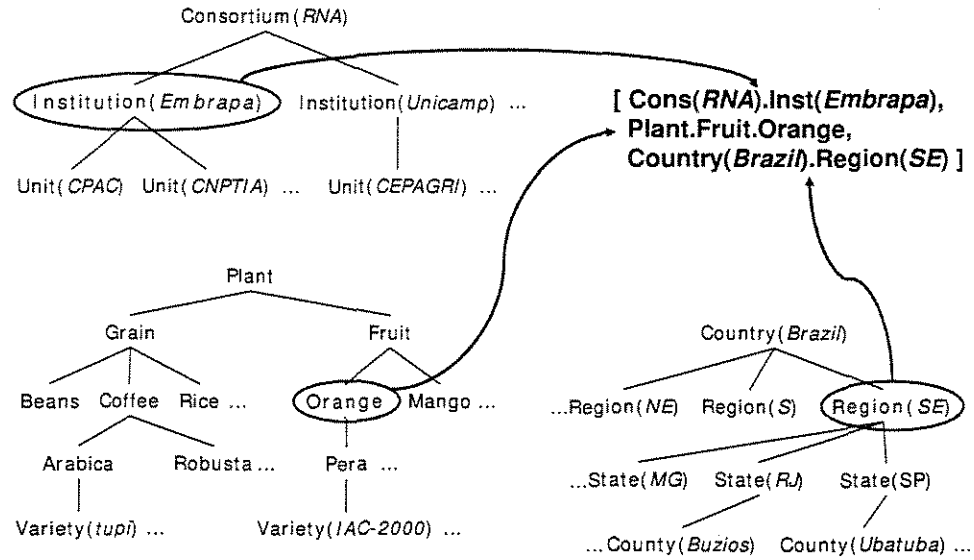 Consortium(RNA)
Institution(Embrapa) Institution(Unicamp) ...
Unit(CPAC) Unit(CNPTIA) ... Unit(CEPAGRI) ...
[ Cons(RNA).Inst(Embrapa),
Plant.Fruit.Orange,
Country(Brazil).Region(SE) ]
Plant
Grain Fruit
Beans Coffee Rice ... Orange Mango ...
Arabica Robusta ... Pera ...
Variety(tupi) ... Variety(IAC-2000) ...
Country(Brazil)
...Region(NE) Region(S) Region(SE)
...State(MG) State(RJ) State(SP)
...County(Buzios) County(Ubatuba) ...